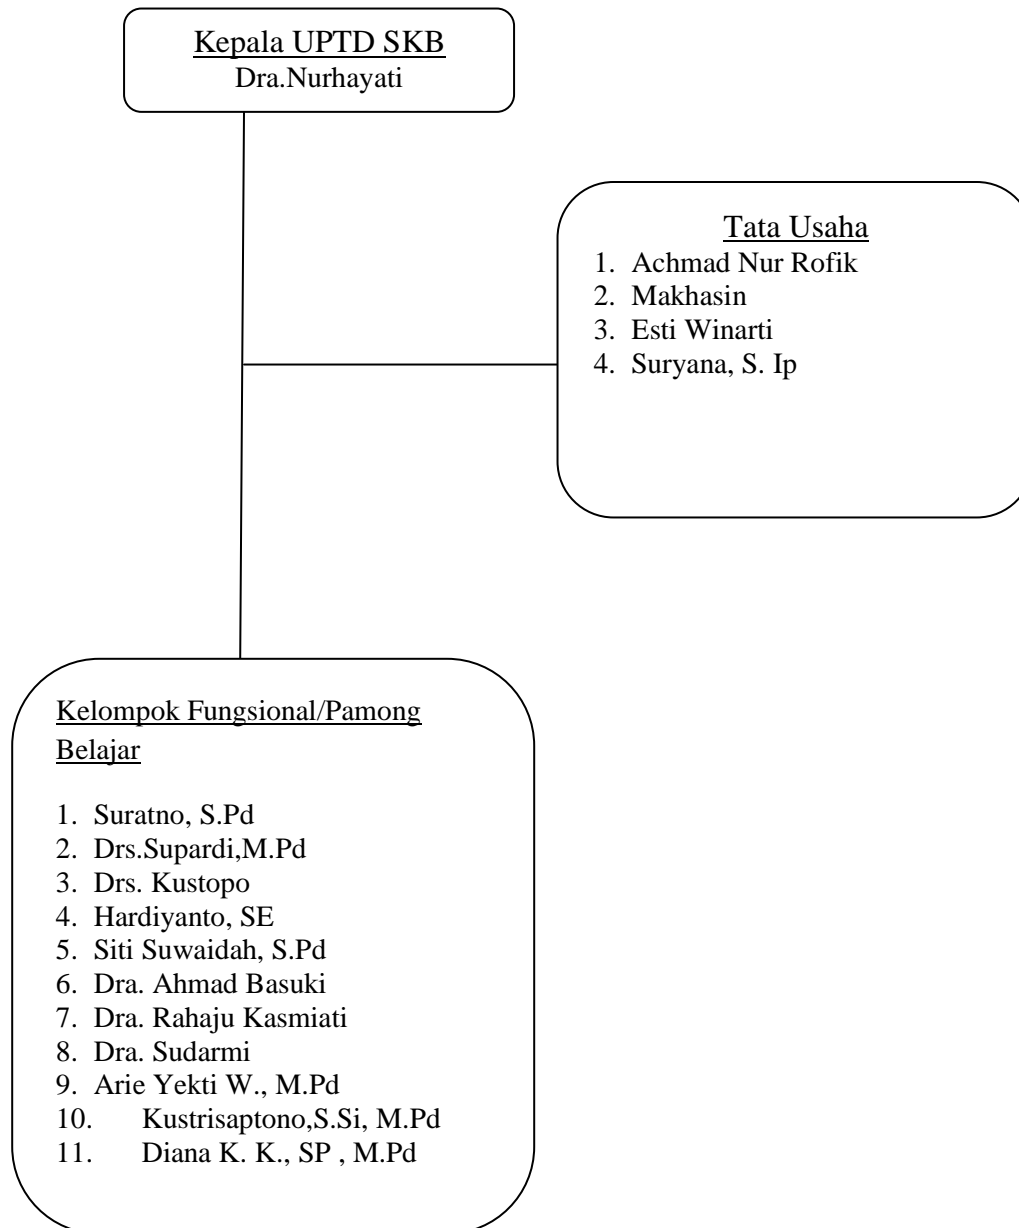 Kepala UPTD SKB
Dra.Nurhayati
Tata Usaha
1. Achmad Nur Rofik
2. Makhasin
3. Esti Winarti
4. Suryana, S. Ip
Kelompok Fungsional/Pamong
Belajar
1. Suratno, S.Pd
2. Drs.Supardi,M.Pd
3. Drs. Kustopo
4. Hardiyanto, SE
5. Siti Suwaidah, S.Pd
6. Dra. Ahmad Basuki
7. Dra. Rahaju Kasmiati
8. Dra. Sudarmi
9. Arie Yekti W., M.Pd
10. Kustrisaptono,S.Si, M.Pd
11. Diana K. K., SP , M.Pd